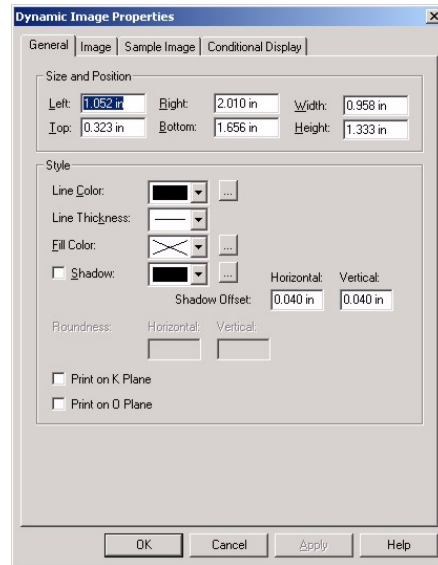 Dynamic Image Properties
General Image Sample Image Conditional Display
Size and Position
Left: 1.052 in Right: 2.010 in Width: 0.958 in
Top: 0.323 in Bottom: 1.656 in Height: 1.333 in
Style
Line Color: ...
Line Thickness:
Fill Color: ...
Shadow: ... Horizontal: Vertical:
Shadow Offset: 0.040 in 0.040 in
Roundness: Horizontal: Vertical:
Print on K Plane
Print on O Plane
OK Cancel Apply Help